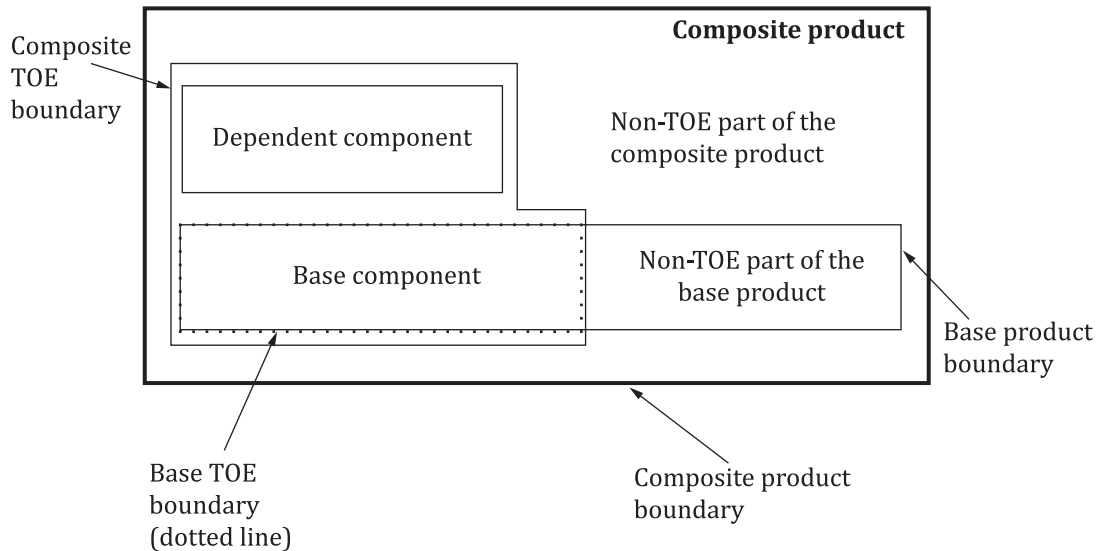 Composite product
Composite
TOE
boundary
Dependent component
Non-TOE part of the
composite product
Base component
Non-TOE part of the
base product
Base product
boundary
Base TOE
boundary
(dotted line)
Composite product
boundary